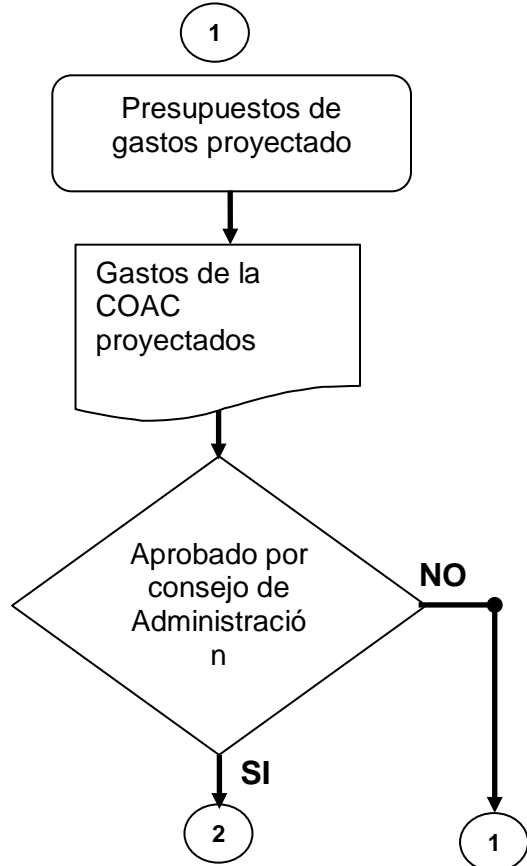 1
Presupuestos de
gastos proyectado
Gastos de la
COAC
proyectados
Aprobado por
consejo de
Administració
n
NO
SI
2
1